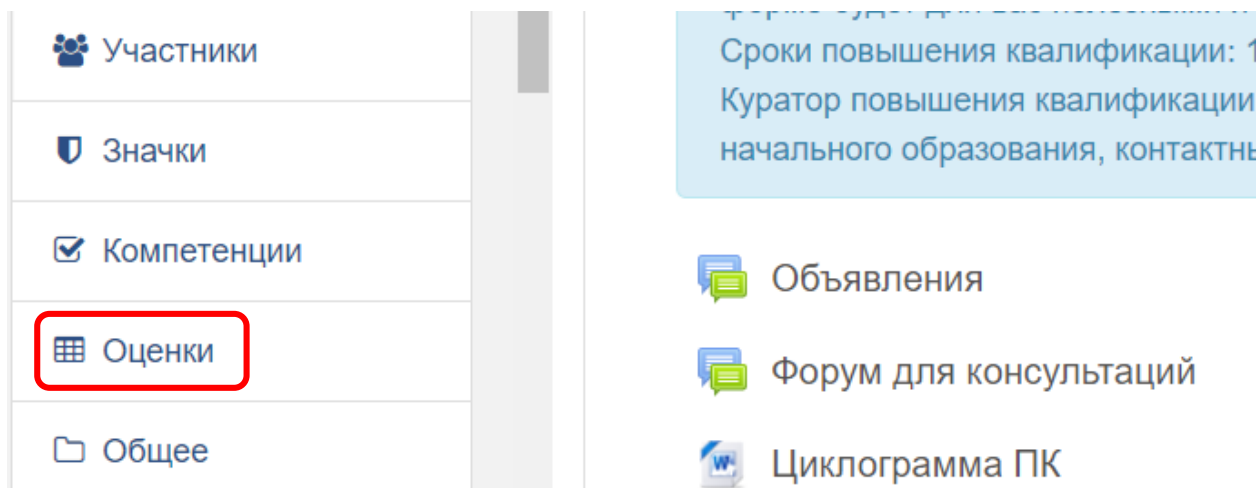 Участники
Значки
Компетенции
Оценки
Общее
Сроки повышения квалификации: 1
Куратор повышения квалификации
начального образования, контактны
Объявления
Форум для консультаций
Циклограмма ПК